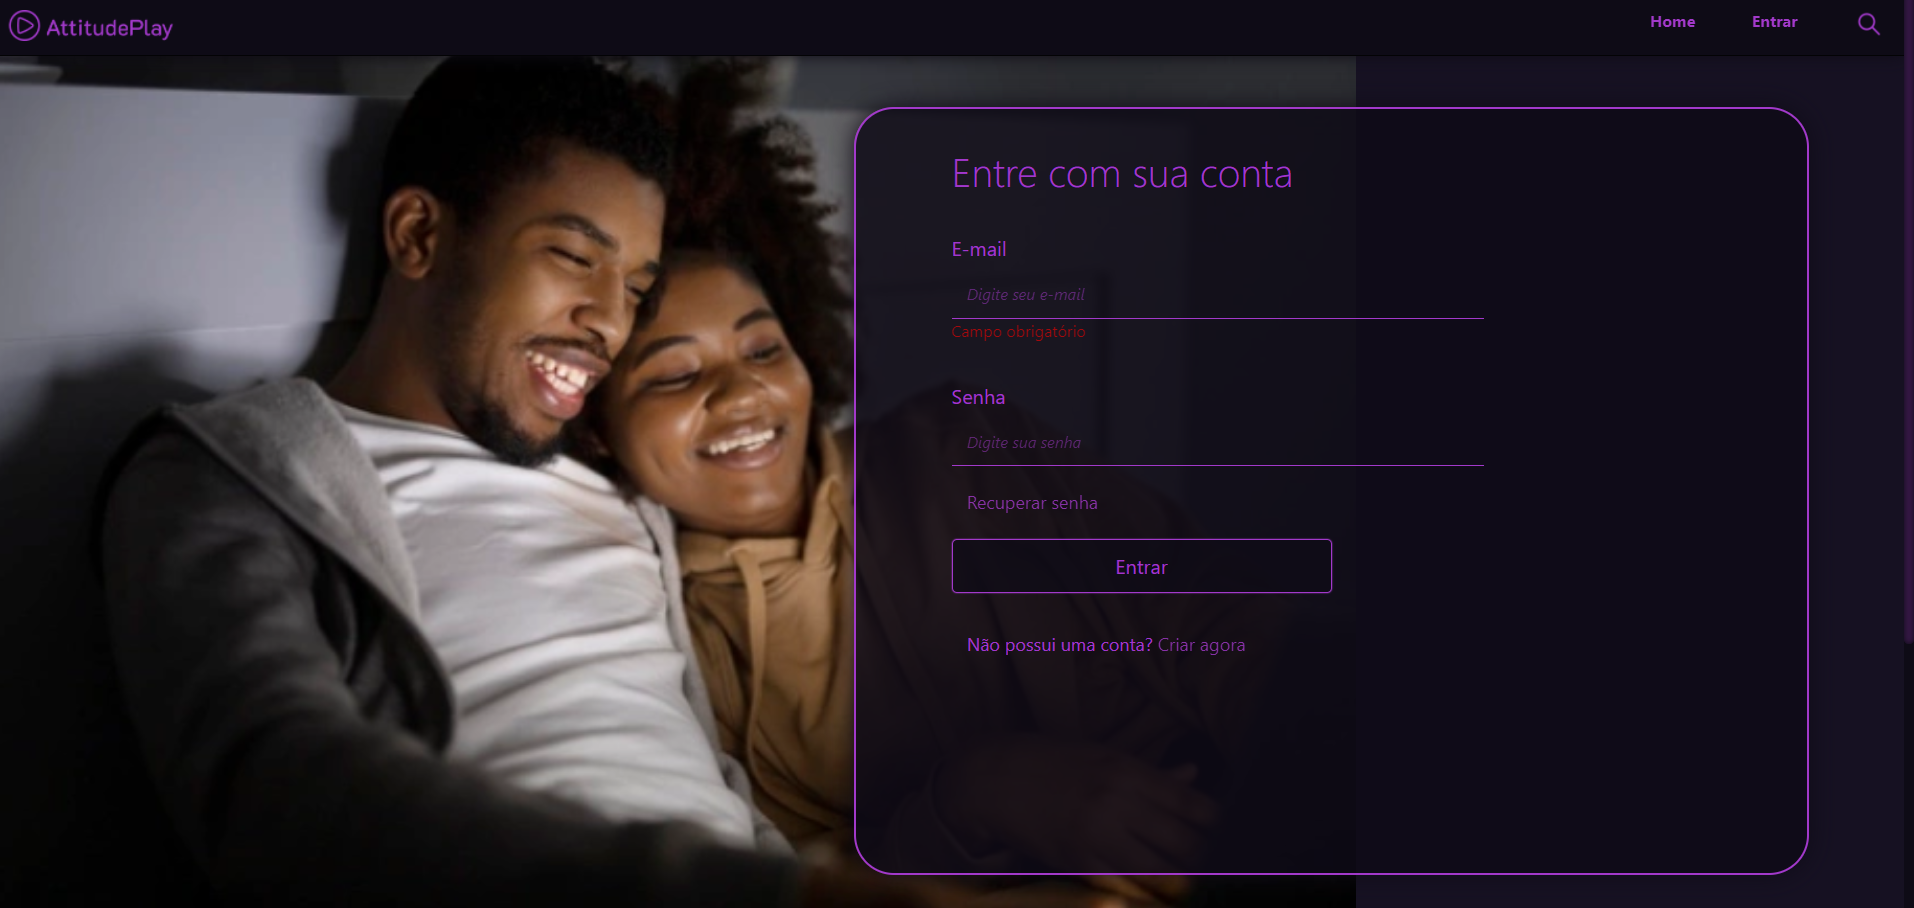 AttitudePlay
Home
Entrar
Entre com sua conta
E-mail
Digite seu e-mail
Campo obrigatório
Senha
Digite sua senha
Recuperar senha
Entrar
Não possui uma conta? Criar agora